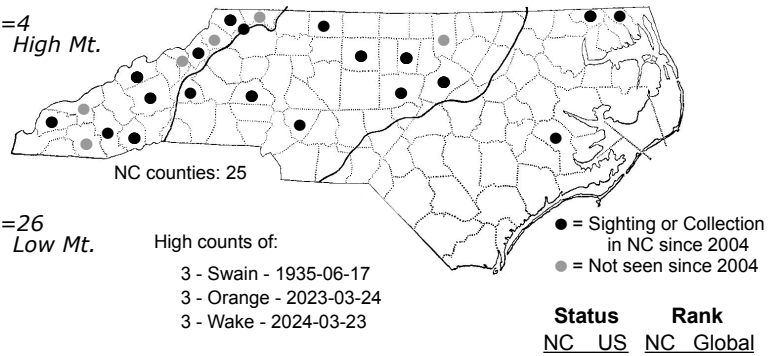 =4
High Mt.
NC counties: 25
=26
Low Mt.
High counts of:
3 - Swain - 1935-06-17
3 - Orange - 2023-03-24
3 - Wake - 2024-03-23
● = Sighting or Collection
in NC since 2004
● = Not seen since 2004
Status Rank
NC US NC Global